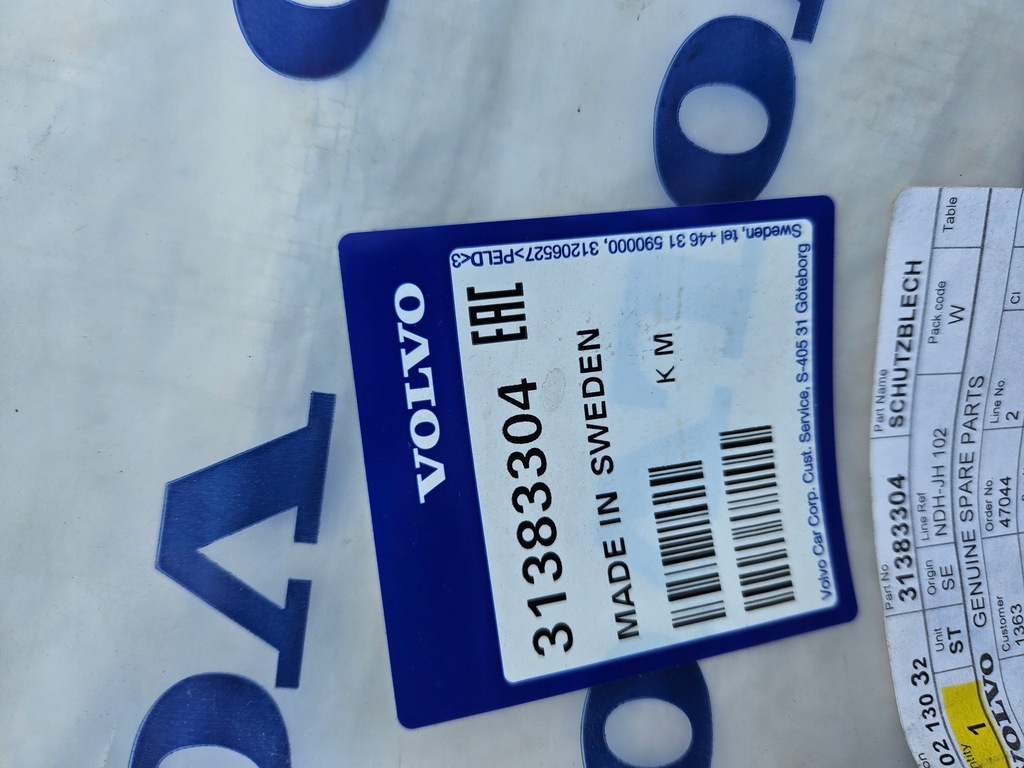 VOLVO
31383304 EAC
MADE IN SWEDEN
K M
Volvo Car Corp. Cust. Service, S-405 31 Göteborg
Sweden, tel +46 31 590000, 31206527>PELD<3
Part No. Part Name
31383304 SCHUTZBLECH
Unit Origin Line Ref Pack code Table
02 130 32 ST SE NDH-JH 102 W
1 GENUINE SPARE PARTS
VOLVO Customer Order No. Line No. Cl
1363 47044 2